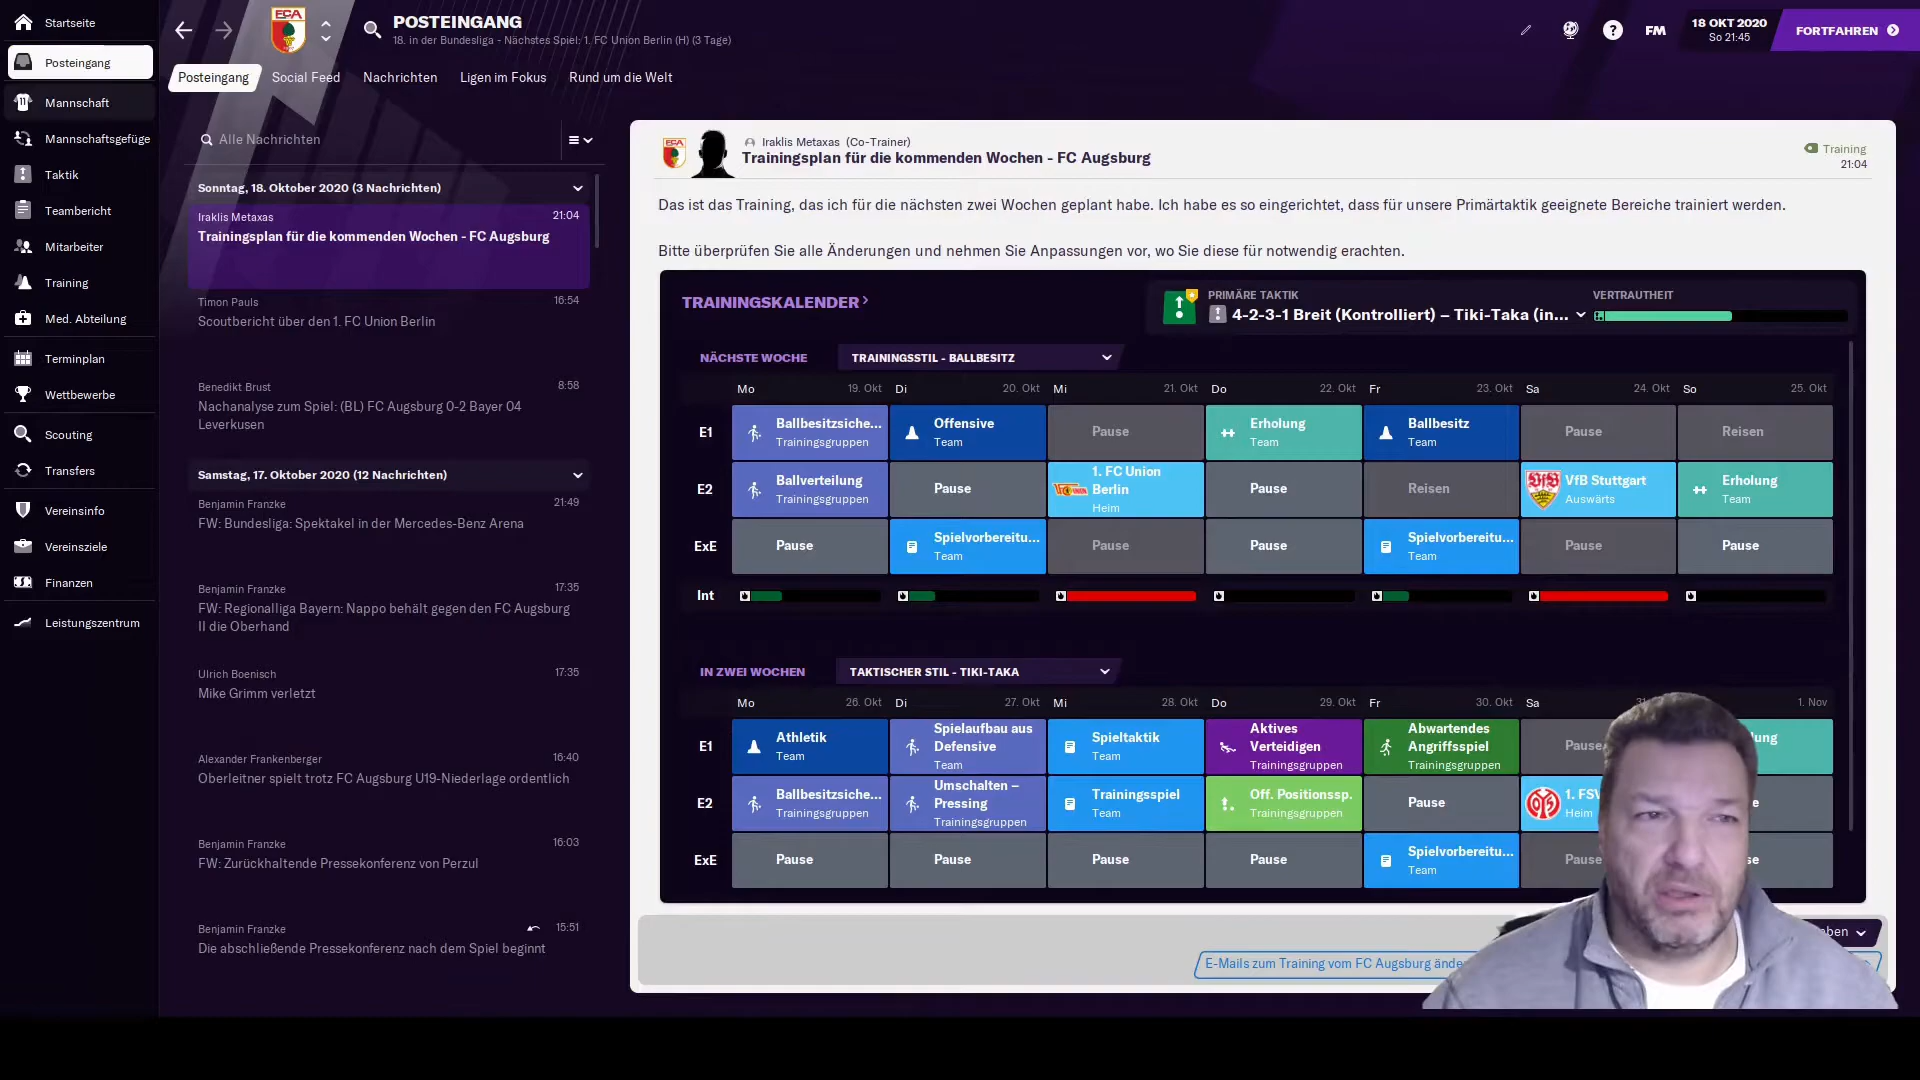 Startseite
Posteingang
Mannschaft
Mannschaftsgefüge
Taktik
Teambericht
Mitarbeiter
Training
Med. Abteilung
Terminplan
Wettbewerbe
Scouting
Transfers
Vereinsinfo
Vereinsziele
Finanzen
Leistungszentrum
POSTEINGANG
18. in der Bundesliga - Nächstes Spiel: 1. FC Union Berlin (H) (3 Tage)
FM
18 OKT 2020
So 21:45
FORTFAHREN
Posteingang Social Feed Nachrichten Ligen im Fokus Rund um die Welt
Alle Nachrichten
Sonntag, 18. Oktober 2020 (3 Nachrichten)
Iraklis Metaxas 21:04
Trainingsplan für die kommenden Wochen - FC Augsburg
Timon Pauls 16:54
Scoutbericht über den 1. FC Union Berlin
Benedikt Brust 8:58
Nachanalyse zum Spiel: (BL) FC Augsburg 0-2 Bayer 04
Leverkusen
Samstag, 17. Oktober 2020 (12 Nachrichten)
Benjamin Franzke 21:49
FW: Bundesliga: Spektakel in der Mercedes-Benz Arena
Benjamin Franzke 17:35
FW: Regionalliga Bayern: Nappo behält gegen den FC Augsburg
II die Oberhand
Ulrich Boenisch 17:35
Mike Grimm verletzt
Alexander Frankenberger 16:40
Oberleitner spielt trotz FC Augsburg U19-Niederlage ordentlich
Benjamin Franzke 16:03
FW: Zurückhaltende Pressekonferenz von Perzul
Benjamin Franzke 15:51
Die abschließende Pressekonferenz nach dem Spiel beginnt
Iraklis Metaxas (Co-Trainer)
Trainingsplan für die kommenden Wochen - FC Augsburg
Training
21:04
Das ist das Training, das ich für die nächsten zwei Wochen geplant habe. Ich habe es so eingerichtet, dass für unsere Primärtaktik geeignete Bereiche trainiert werden.
Bitte überprüfen Sie alle Änderungen und nehmen Sie Anpassungen vor, wo Sie diese für notwendig erachten.
TRAININGSKALENDER
PRIMÄRE TAKTIK
4-2-3-1 Breit (Kontrolliert) – Tiki-Taka (in...
VERTRAUTHEIT
NÄCHSTE WOCHE TRAININGSSTIL - BALLBESITZ
Mo 19. Okt Di 20. Okt Mi 21. Okt Do 22. Okt Fr 23. Okt Sa 24. Okt So 25. Okt
E1 Ballbesitzsiche... Offensive Pause Erholung Ballbesitz Pause Reisen
Trainingsgruppen Team Team Team
E2 Ballverteilung Pause 1. FC Union Berlin Pause Reisen VfB Stuttgart Erholung
Trainingsgruppen Heim Auswärts Team
ExE Pause Spielvorbereitu... Pause Pause Spielvorbereitu... Pause Pause
Team Team
Int
IN ZWEI WOCHEN TAKTISCHER STIL - TIKI-TAKA
Mo 26. Okt Di 27. Okt Mi 28. Okt Do 29. Okt Fr 30. Okt Sa 1. Nov
E1 Athletik Spielaufbau aus Defensive Spieltaktik Aktives Verteidigen Abwartendes Angriffsspiel Pause
Team Team Team Trainingsgruppen Trainingsgruppen
E2 Ballbesitzsiche... Umschalten – Pressing Trainingsspiel Off. Positionssp. Pause 1. FSV
Trainingsgruppen Trainingsgruppen Team Trainingsgruppen Heim
ExE Pause Pause Pause Pause Spielvorbereitu... Pause
Team
E-Mails zum Training vom FC Augsburg